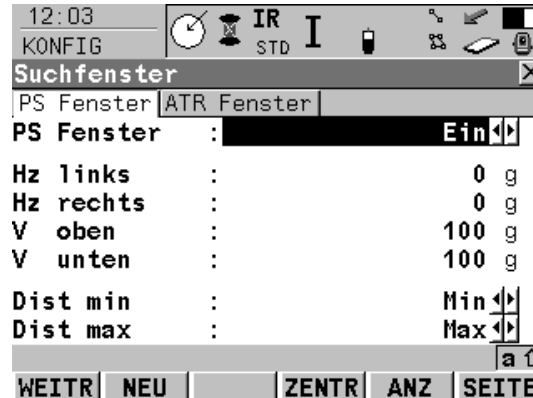 12:03
KONFIG
IR
STD
I
Suchfenster
PS Fenster ATR Fenster
PS Fenster : Ein
Hz links : 0 g
Hz rechts : 0 g
V oben : 100 g
V unten : 100 g
Dist min : Min
Dist max : Max
a
WEITR NEU ZENTR ANZ SEITE